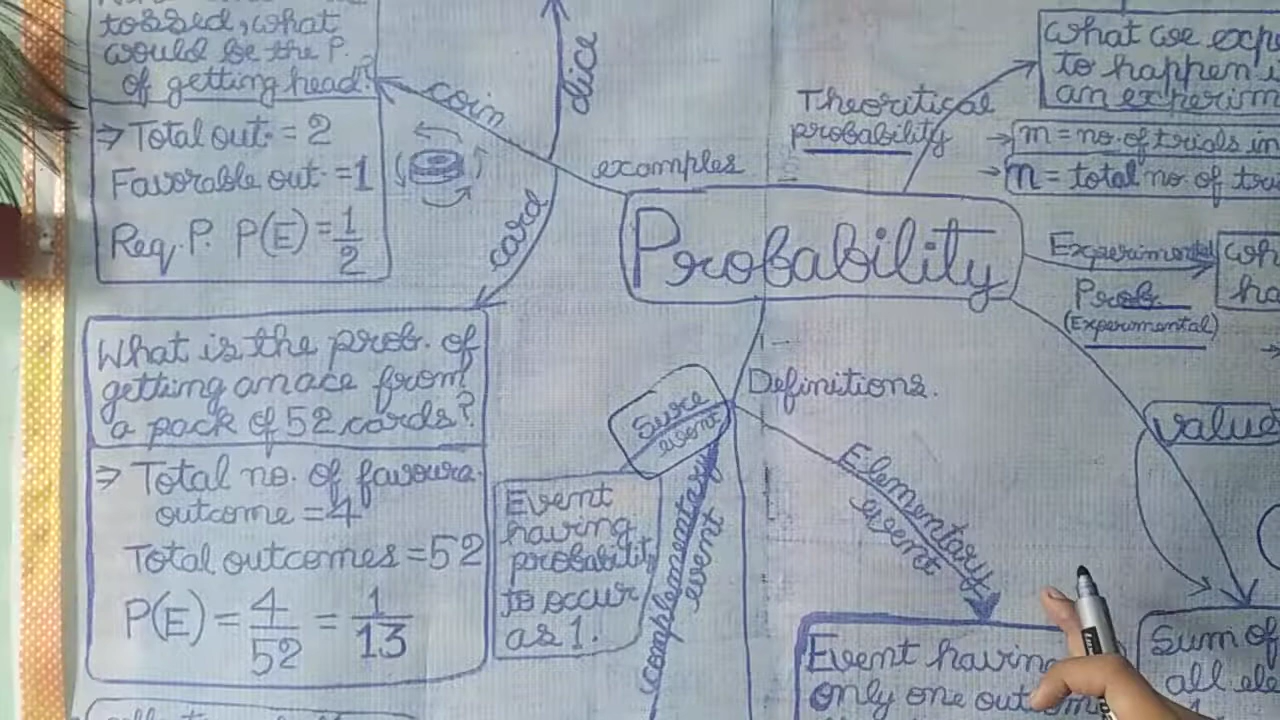 tossed, what
would be the P.
of getting head?
⇒ Total out. = 2
Favorable out. = 1
Req. P. P(E) = 1/2
coin
dice
card
examples
Probability
Theoritical
probability
What we exp
to happen i
an experim
→ m = no. of trials in
→ n = total no. of tri
Experimental
Prob.
(Experimental)
wh
ha
What is the prob. of
getting an ace from
a pack of 52 cards?
⇒ Total no. of favoura.
outcome = 4
Total outcomes = 52
P(E) = 4/52 = 1/13
Definitions.
Sure
event
Event
having
probabilit
to occur
as 1.
complementary
event
Elementary
event
Event having
only one outcom
value
Sum of
all ele